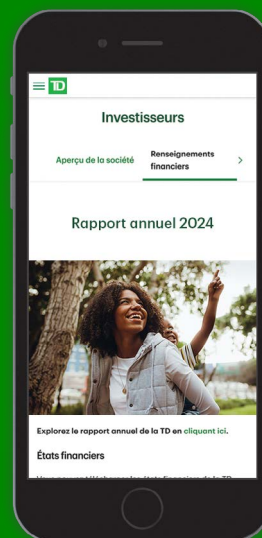 TD
Investisseurs
Aperçu de la société
Renseignements
financiers
Rapport annuel 2024
Explorez le rapport annuel de la TD en cliquant ici.
États financiers